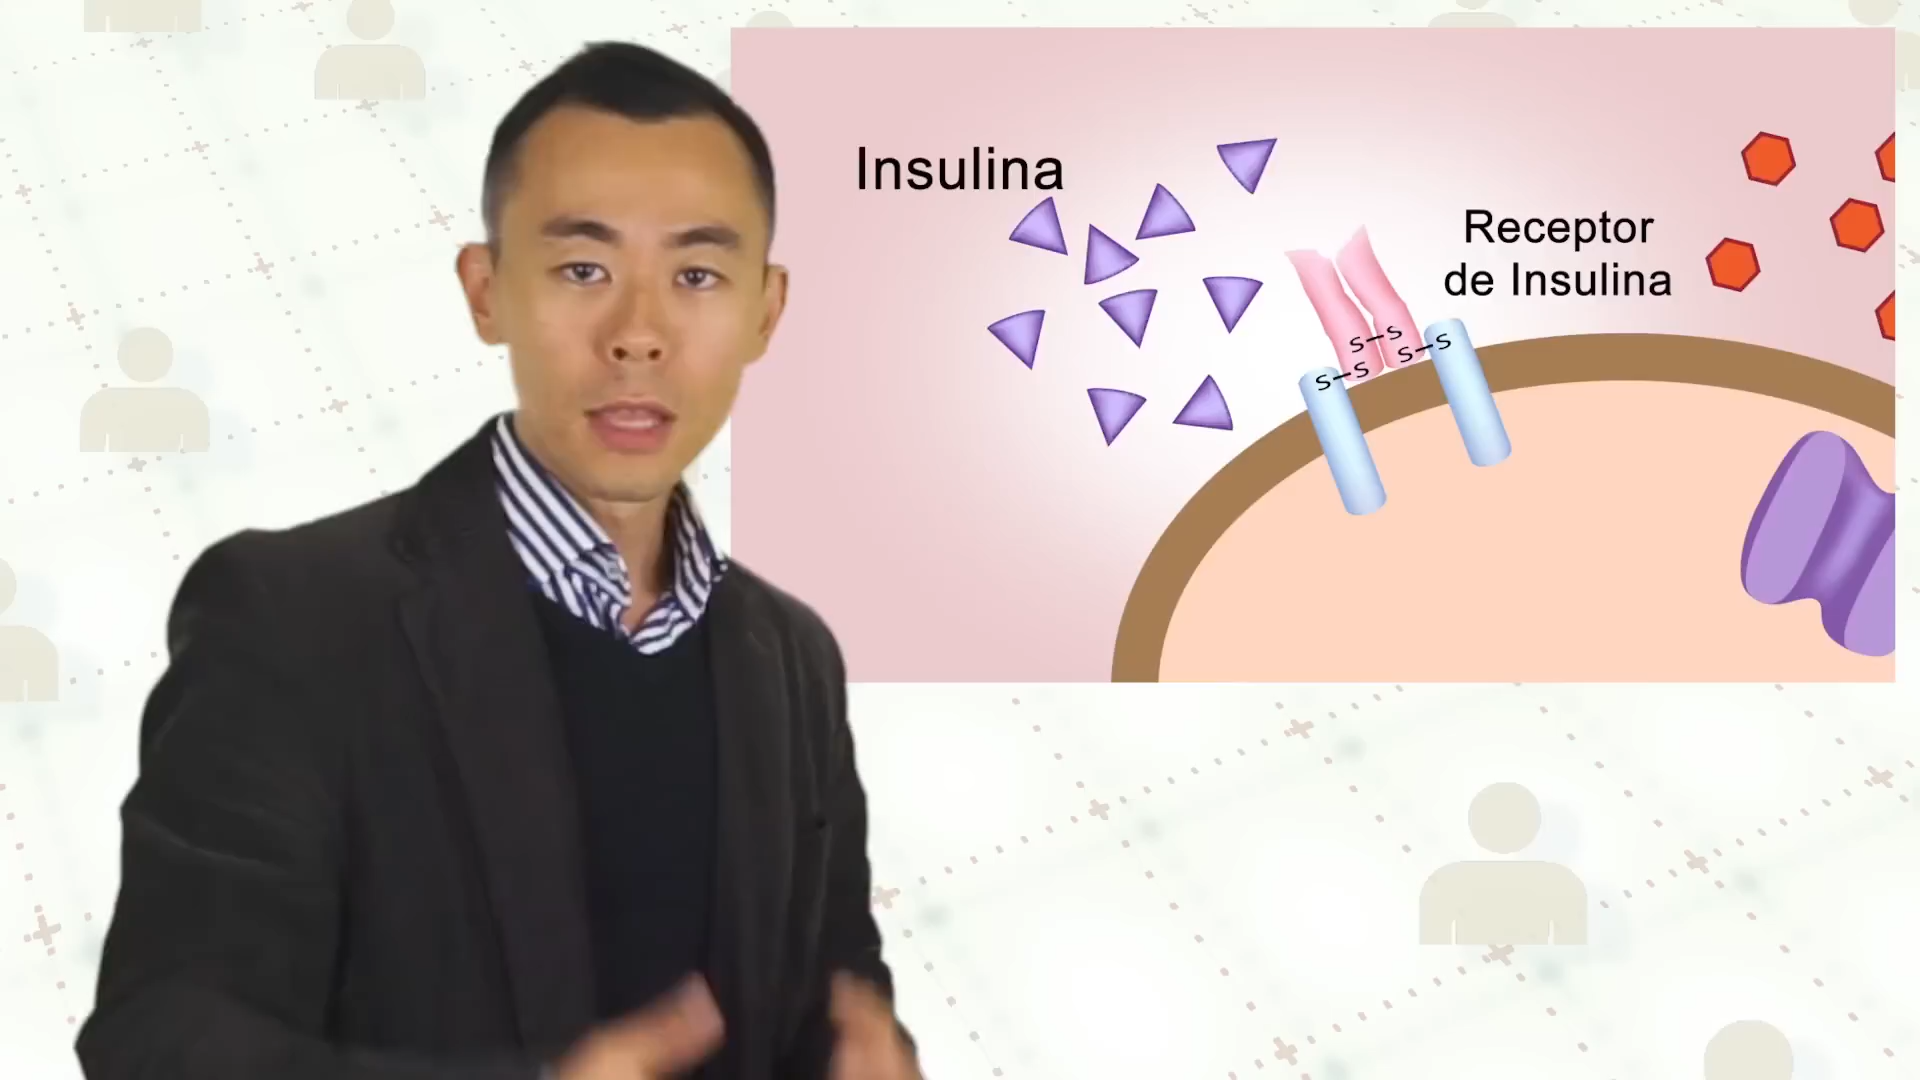 Insulina
Receptor
de Insulina
S-S
S-S
S-S